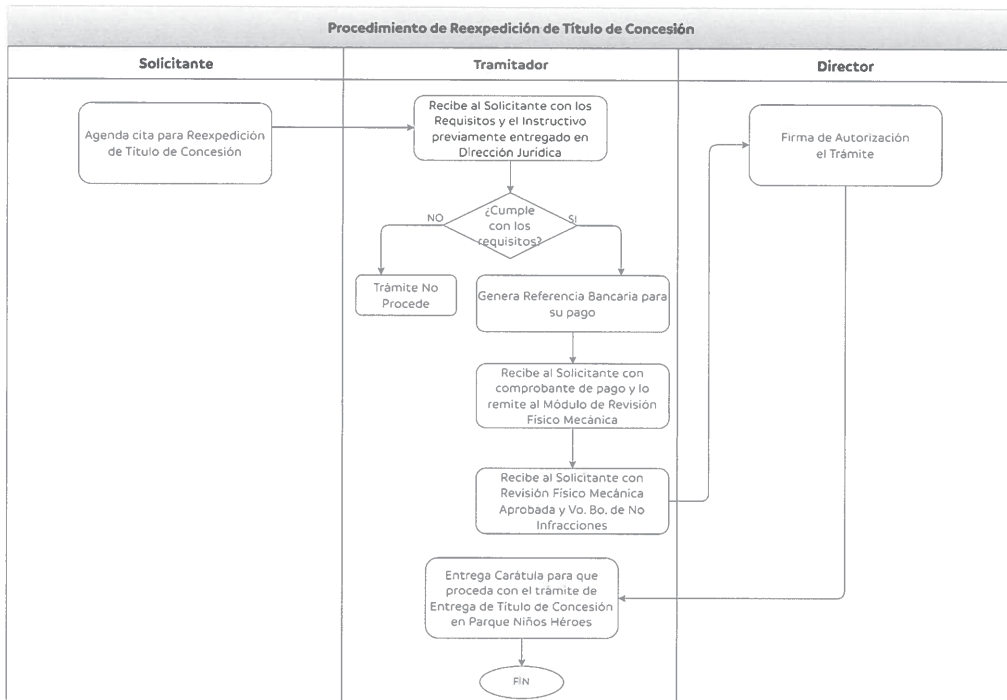 Procedimiento de Reexpedición de Título de Concesión
Solicitante
Tramitador
Director
Agenda cita para Reexpedición
de Título de Concesión
Recibe al Solicitante con los
Requisitos y el Instructivo
previamente entregado en
Dirección Jurídica
¿Cumple
con los
requisitos?
NO
SI
Trámite No
Procede
Genera Referencia Bancaria para
su pago
Recibe al Solicitante con
comprobante de pago y lo
remite al Módulo de Revisión
Físico Mecánica
Recibe al Solicitante con
Revisión Físico Mecánica
Aprobada y Vo. Bo. de No
Infracciones
Firma de Autorización
el Trámite
Entrega Carátula para que
proceda con el trámite de
Entrega de Título de Concesión
en Parque Niños Héroes
FIN